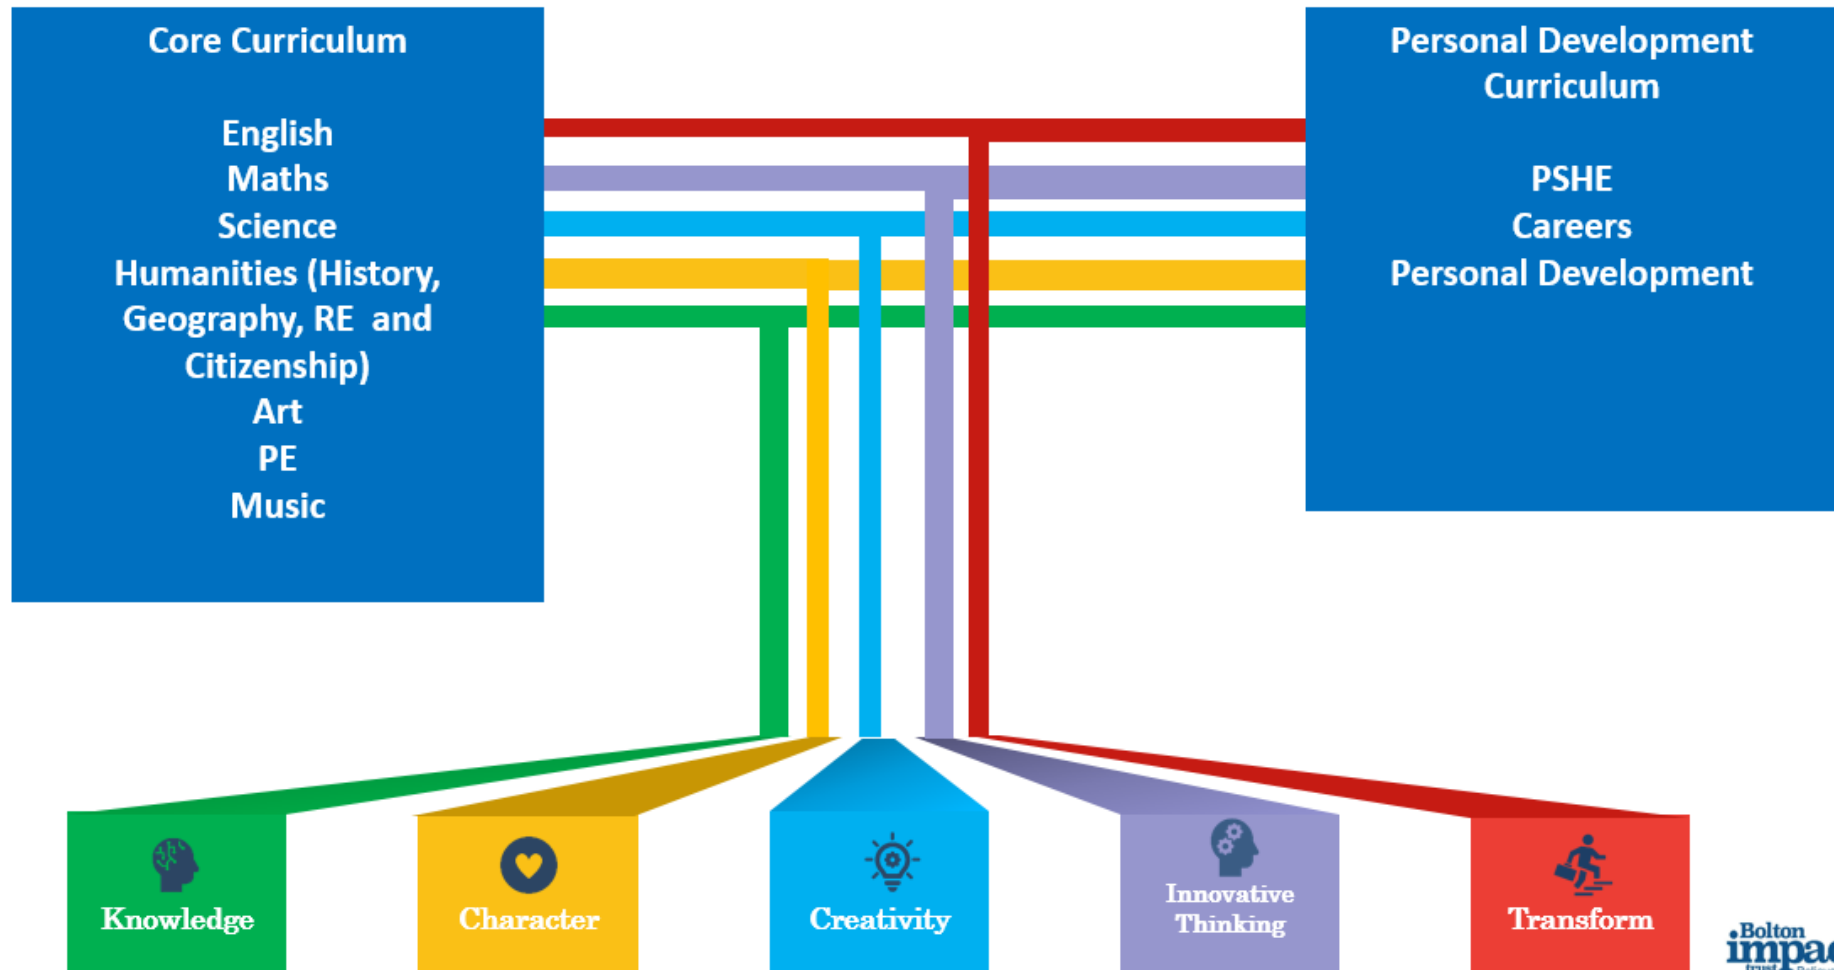 Core Curriculum
English
Maths
Science
Humanities (History,
Geography, RE and
Citizenship)
Art
PE
Music
Personal Development
Curriculum
PSHE
Careers
Personal Development
Knowledge
Character
Creativity
Innovative
Thinking
Transform
Bolton
trust